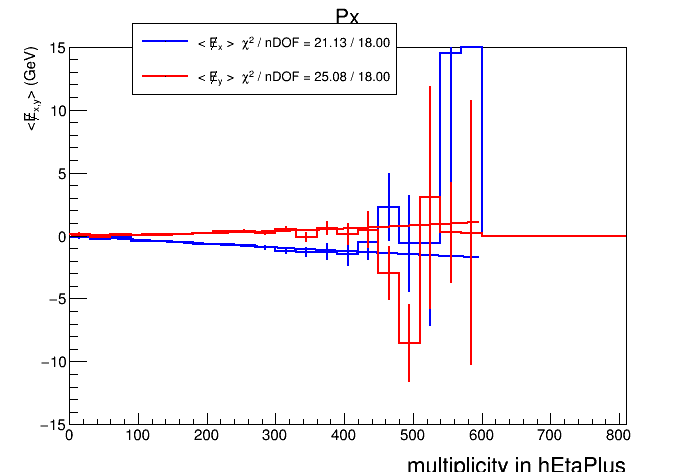 Px
< E̸x > χ2 / nDOF = 21.13 / 18.00
< E̸y > χ2 / nDOF = 25.08 / 18.00
<E̸x,y> (GeV)
15
10
5
0
−5
−10
−15
0 100 200 300 400 500 600 700 800
multiplicity in hEtaPlus